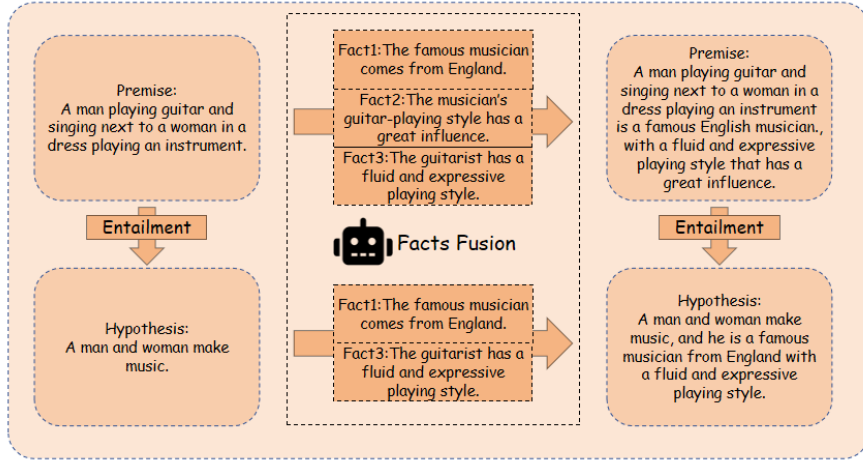 Premise:
A man playing guitar and
singing next to a woman in a
dress playing an instrument.
Entailment
Hypothesis:
A man and woman make
music.
Fact1:The famous musician
comes from England.
Fact2:The musician's
guitar-playing style has a
great influence.
Fact3:The guitarist has a
fluid and expressive
playing style.
Facts Fusion
Fact1:The famous musician
comes from England.
Fact3:The guitarist has a
fluid and expressive
playing style.
Premise:
A man playing guitar and
singing next to a woman in a
dress playing an instrument
is a famous English musician.,
with a fluid and expressive
playing style that has a
great influence.
Entailment
Hypothesis:
A man and woman make
music, and he is a famous
musician from England with
a fluid and expressive
playing style.